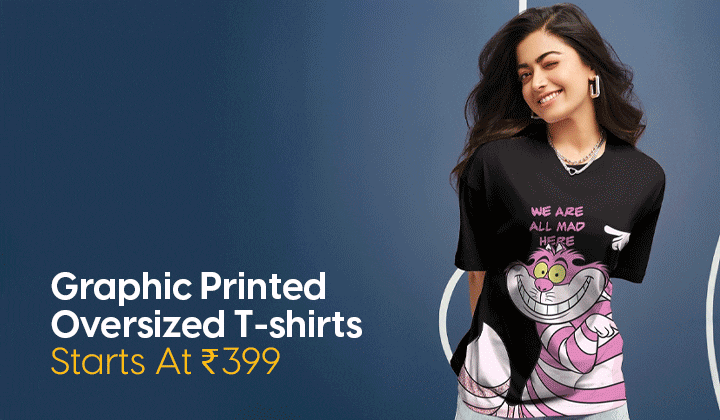 Graphic Printed
Oversized T-shirts
Starts At ₹399
WE ARE
ALL MAD
HERE